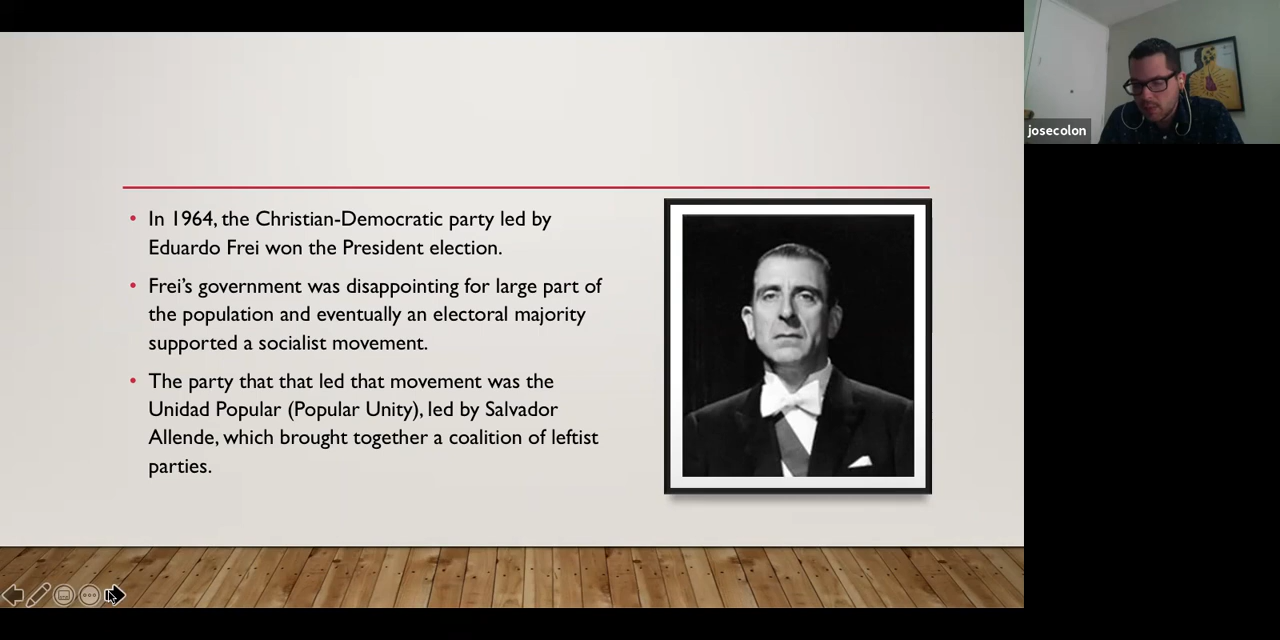 In 1964, the Christian-Democratic party led by
Eduardo Frei won the President election.
Frei's government was disappointing for large part of
the population and eventually an electoral majority
supported a socialist movement.
The party that that led that movement was the
Unidad Popular (Popular Unity), led by Salvador
Allende, which brought together a coalition of leftist
parties.
josecolon